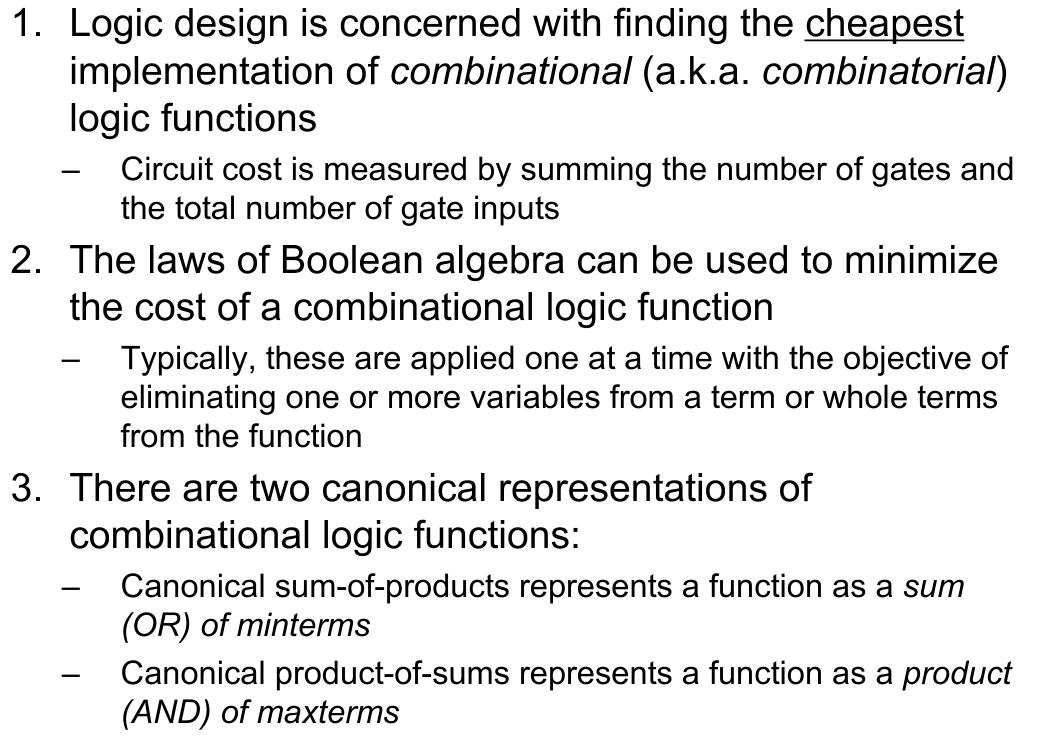 1. Logic design is concerned with finding the cheapest
implementation of combinational (a.k.a. combinatorial)
logic functions
– Circuit cost is measured by summing the number of gates and
the total number of gate inputs
2. The laws of Boolean algebra can be used to minimize
the cost of a combinational logic function
– Typically, these are applied one at a time with the objective of
eliminating one or more variables from a term or whole terms
from the function
3. There are two canonical representations of
combinational logic functions:
– Canonical sum-of-products represents a function as a sum
(OR) of minterms
– Canonical product-of-sums represents a function as a product
(AND) of maxterms